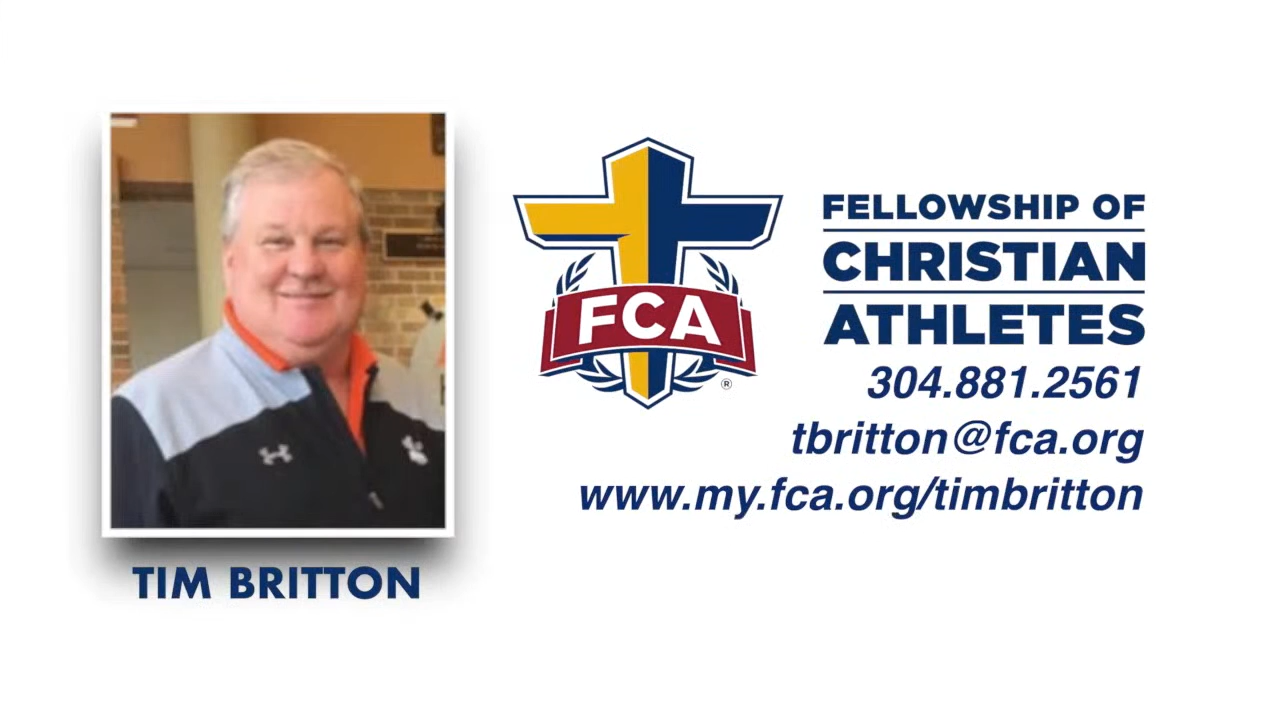 FCA
®
FELLOWSHIP OF
CHRISTIAN
ATHLETES
304.881.2561
tbritton@fca.org
www.my.fca.org/timbritton
TIM BRITTON